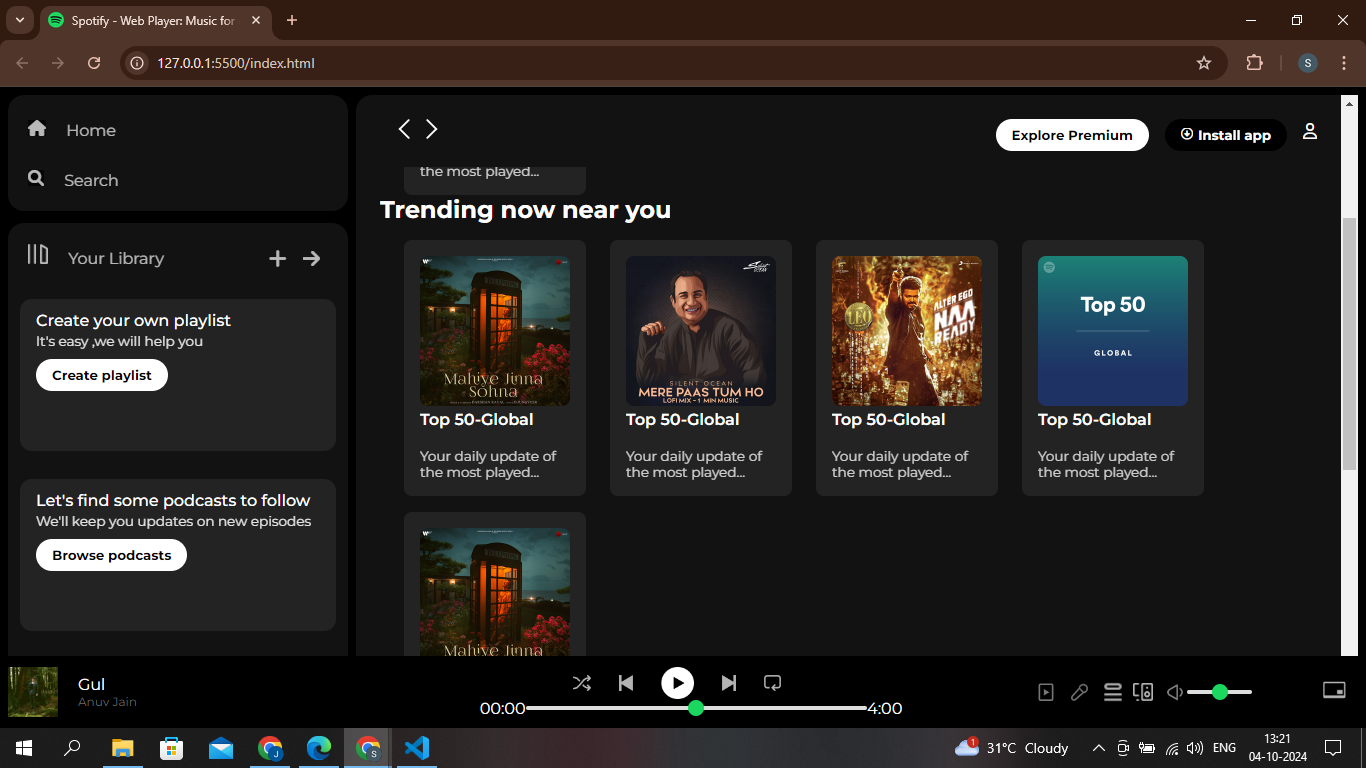 Spotify - Web Player: Music for
127.0.0.1:5500/index.html
S
Home
Search
Your Library
Create your own playlist
It's easy ,we will help you
Create playlist
Let's find some podcasts to follow
We'll keep you updates on new episodes
Browse podcasts
Explore Premium
Install app
the most played...
Trending now near you
Mahiye Jinna
Sohna
Top 50-Global
Your daily update of
the most played...
Silent
SILENT OCEAN
MERE PAAS TUM HO
LOFI MIX - 1 MIN MUSIC
Top 50-Global
Your daily update of
the most played...
LEO
ALTER EGO
NAA
READY
Top 50-Global
Your daily update of
the most played...
Top 50
GLOBAL
Top 50-Global
Your daily update of
the most played...
Mahiye Jinna
Gul
Anuv Jain
00:00
4:00
J
S
1
31°C Cloudy
ENG
13:21
04-10-2024